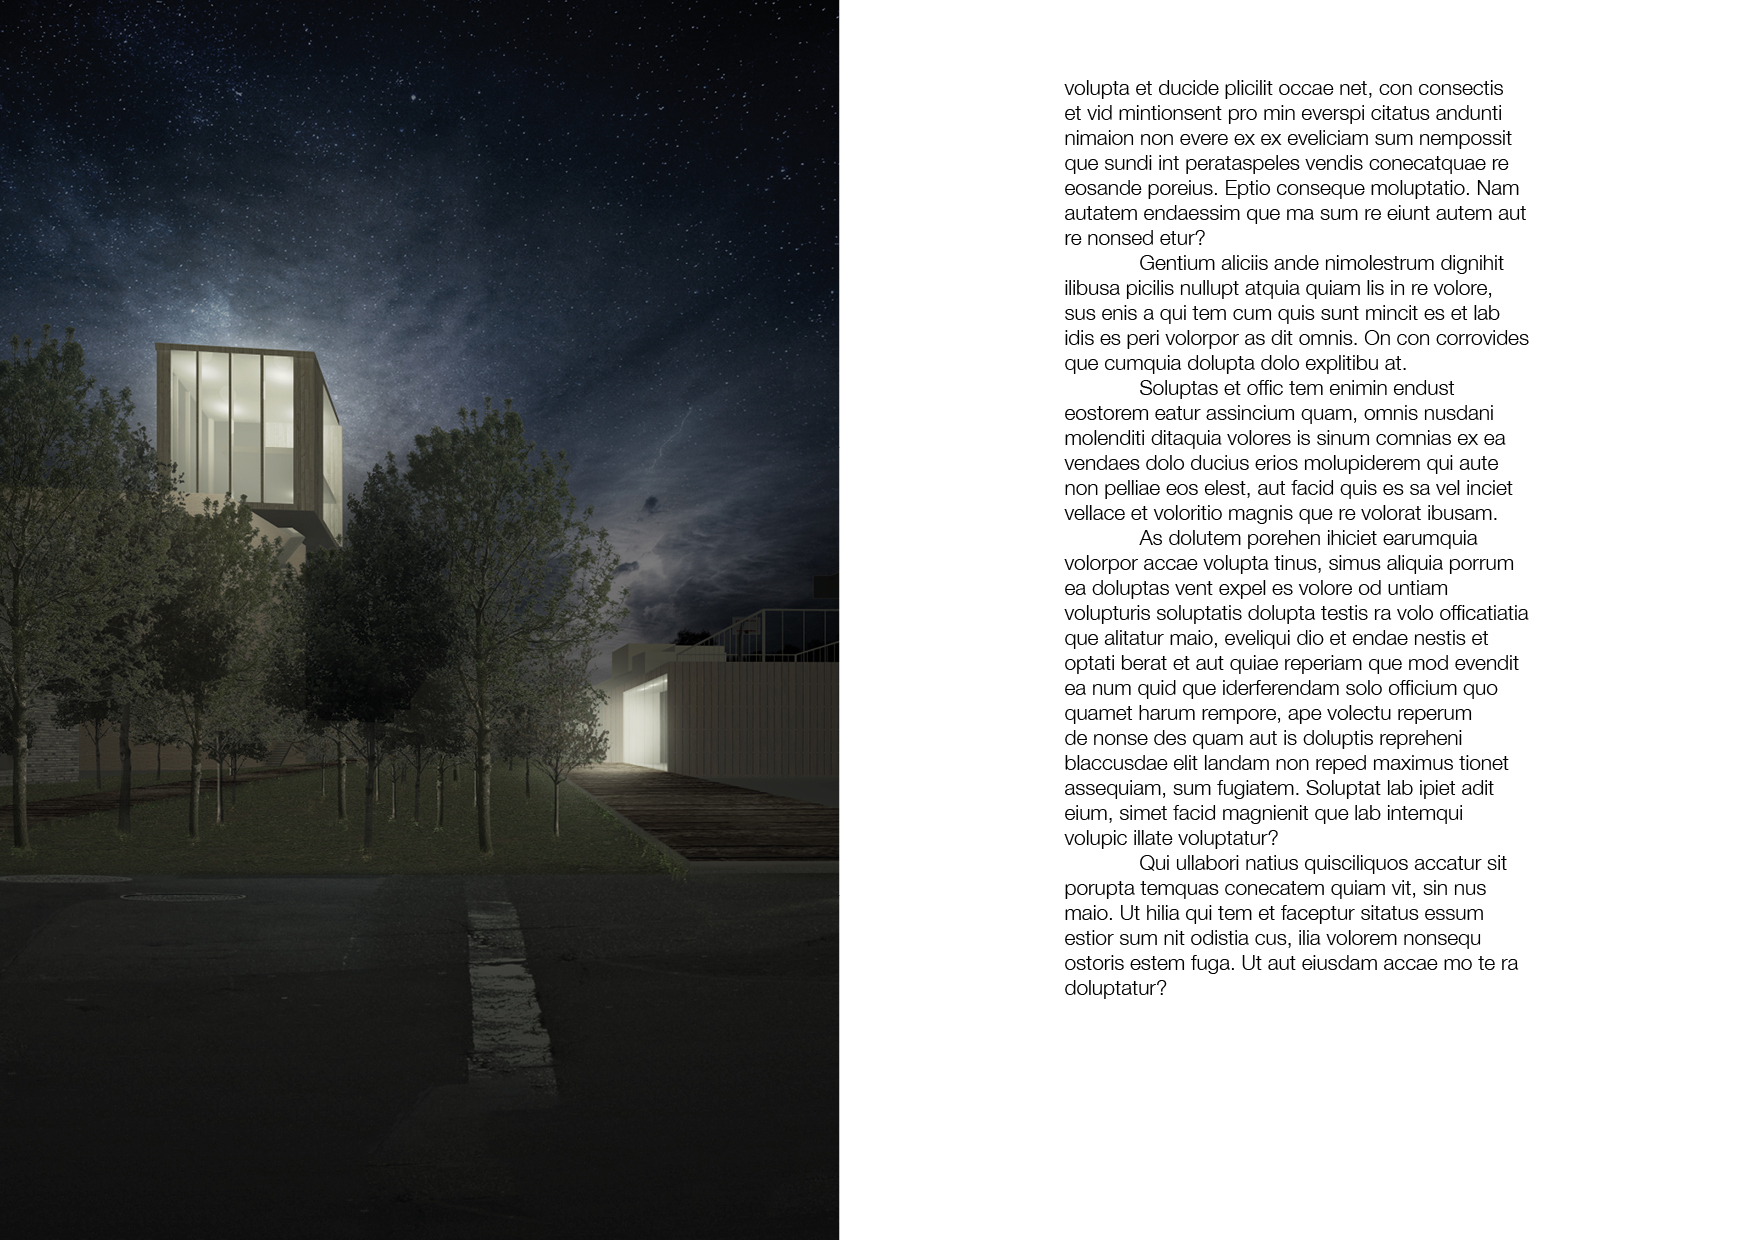 volupta et ducide plicilit occae net, con consectis
et vid mintionsent pro min everspi citatus andunti
nimaion non evere ex ex eveliciam sum nempossit
que sundi int perataspeles vendis conecatquae re
eosande poreius. Eptio conseque moluptatio. Nam
autatem endaessim que ma sum re eiunt autem aut
re nonsed etur?
Gentium aliciis ande nimolestrum dignihit
ilibusa picilis nullupt atquia quiam lis in re volore,
sus enis a qui tem cum quis sunt mincit es et lab
idis es peri volorpor as dit omnis. On con corrovides
que cumquia dolupta dolo explitibu at.
Soluptas et offic tem enimin endust
eostorem eatur assincium quam, omnis nusdani
molenditi ditaquia volores is sinum comnias ex ea
vendaes dolo ducius erios molupiderem qui aute
non pelliae eos elest, aut facid quis es sa vel inciet
vellace et voloritio magnis que re volorat ibusam.
As dolutem porehen ihiciet earumquia
volorpor accae volupta tinus, simus aliquia porrum
ea doluptas vent expel es volore od untiam
volupturis soluptatis dolupta testis ra volo officatiatia
que alitatur maio, eveliqui dio et endae nestis et
optati berat et aut quiae reperiam que mod evendit
ea num quid que iderferendam solo officium quo
quamet harum rempore, ape volectu reperum
de nonse des quam aut is doluptis repreheni
blaccusdae elit landam non reped maximus tionet
assequiam, sum fugiatem. Soluptat lab ipiet adit
eium, simet facid magnienit que lab intemqui
volupic illate voluptatur?
Qui ullabori natius quisciliquos accatur sit
porupta temquas conecatem quiam vit, sin nus
maio. Ut hilia qui tem et faceptur sitatus essum
estior sum nit odistia cus, ilia volorem nonsequ
ostoris estem fuga. Ut aut eiusdam accae mo te ra
doluptatur?